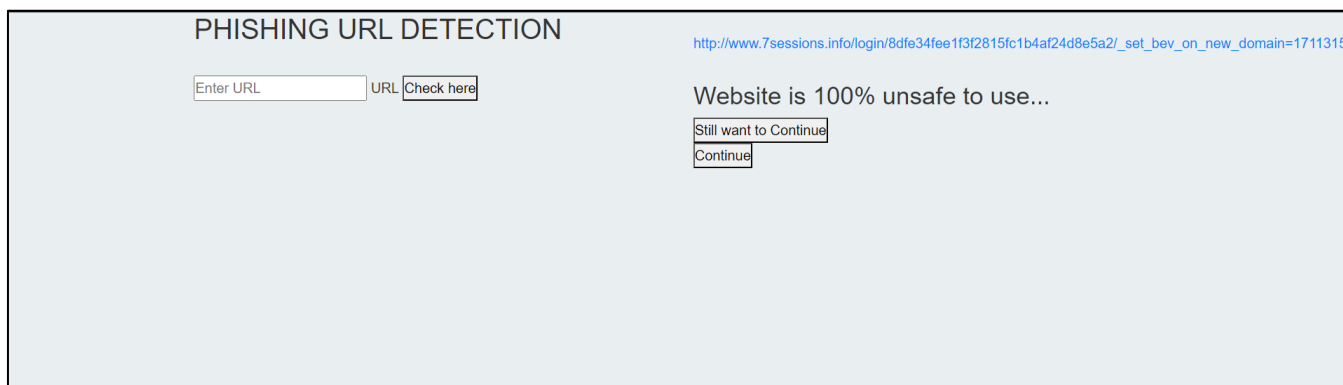 PHISHING URL DETECTION
Enter URL URL Check here
http://www.7sessions.info/login/8dfe34fee1f3f2815fc1b4af24d8e5a2/_set_bev_on_new_domain=1711315
Website is 100% unsafe to use...
Still want to Continue
Continue